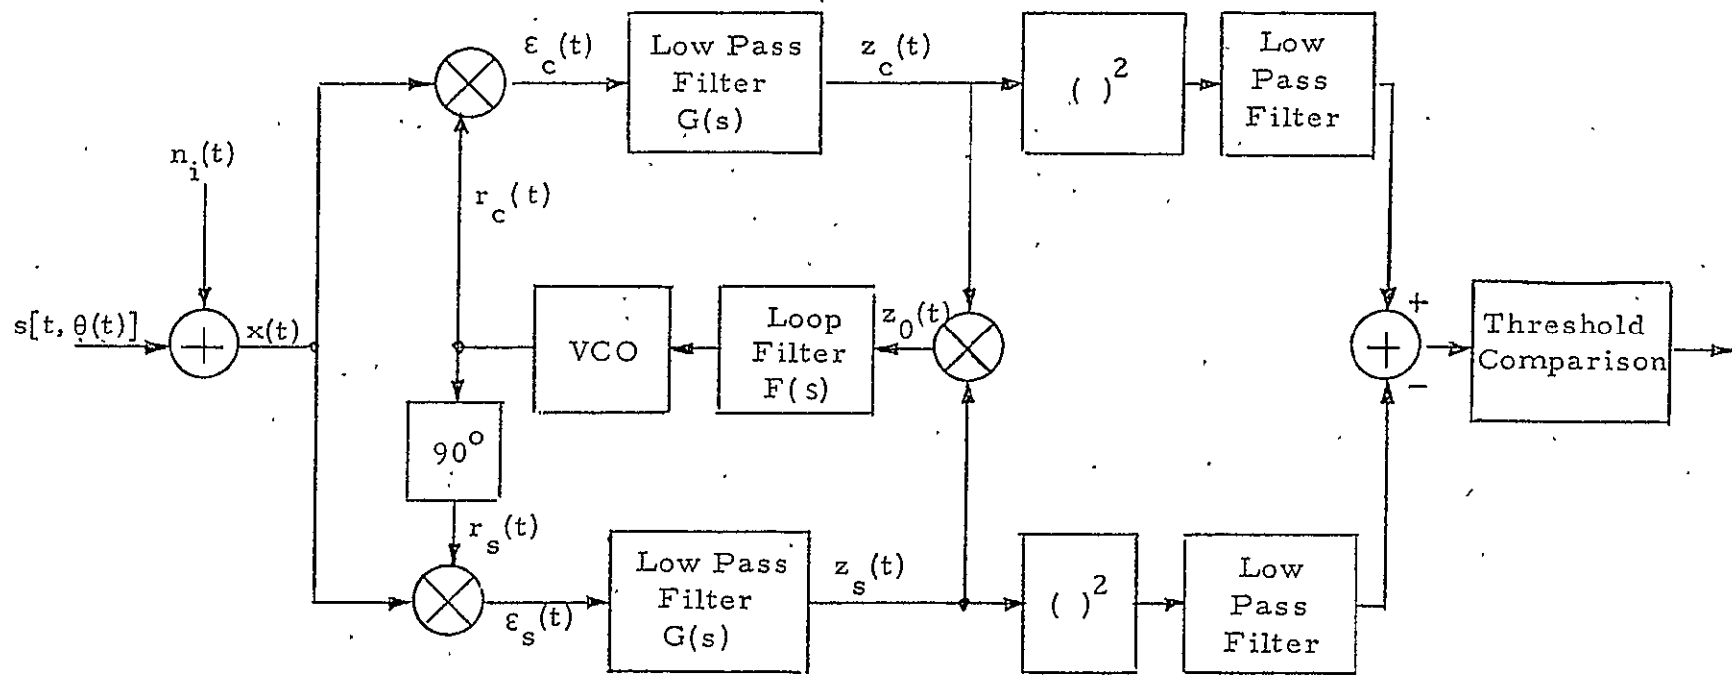 ε_c(t)
Low Pass
Filter
G(s)
z_c(t)
( )²
Low
Pass
Filter
n_i(t)
r_c(t)
s[t, θ(t)]
x(t)
VCO
Loop
Filter
F(s)
z_0(t)
+
-
Threshold
Comparison
90°
r_s(t)
ε_s(t)
Low Pass
Filter
G(s)
z_s(t)
( )²
Low
Pass
Filter